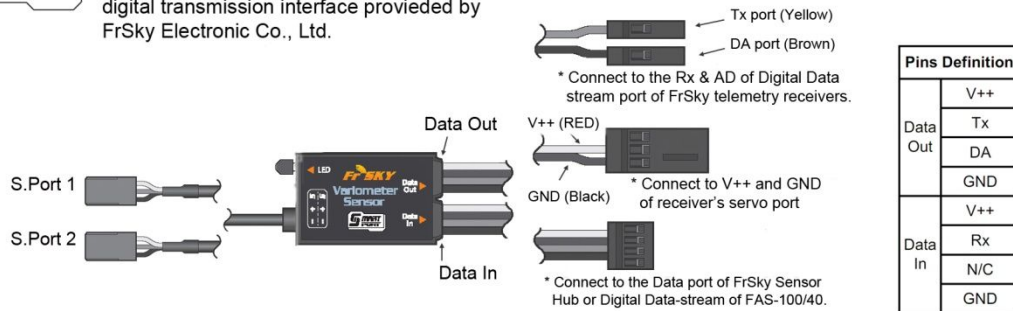 digital transmission interface provieded by
FrSky Electronic Co., Ltd.
Tx port (Yellow)
DA port (Brown)
* Connect to the Rx & AD of Digital Data
stream port of FrSky telemetry receivers.
S.Port 1
S.Port 2
LED
FrSKY
Variometer
Sensor
SMART
PORT
Data
Out
Data
In
Data Out
Data In
V++ (RED)
GND (Black)
* Connect to V++ and GND
of receiver's servo port
* Connect to the Data port of FrSky Sensor
Hub or Digital Data-stream of FAS-100/40.
Pins Definition
Data
Out
V++
Tx
DA
GND
Data
In
V++
Rx
N/C
GND